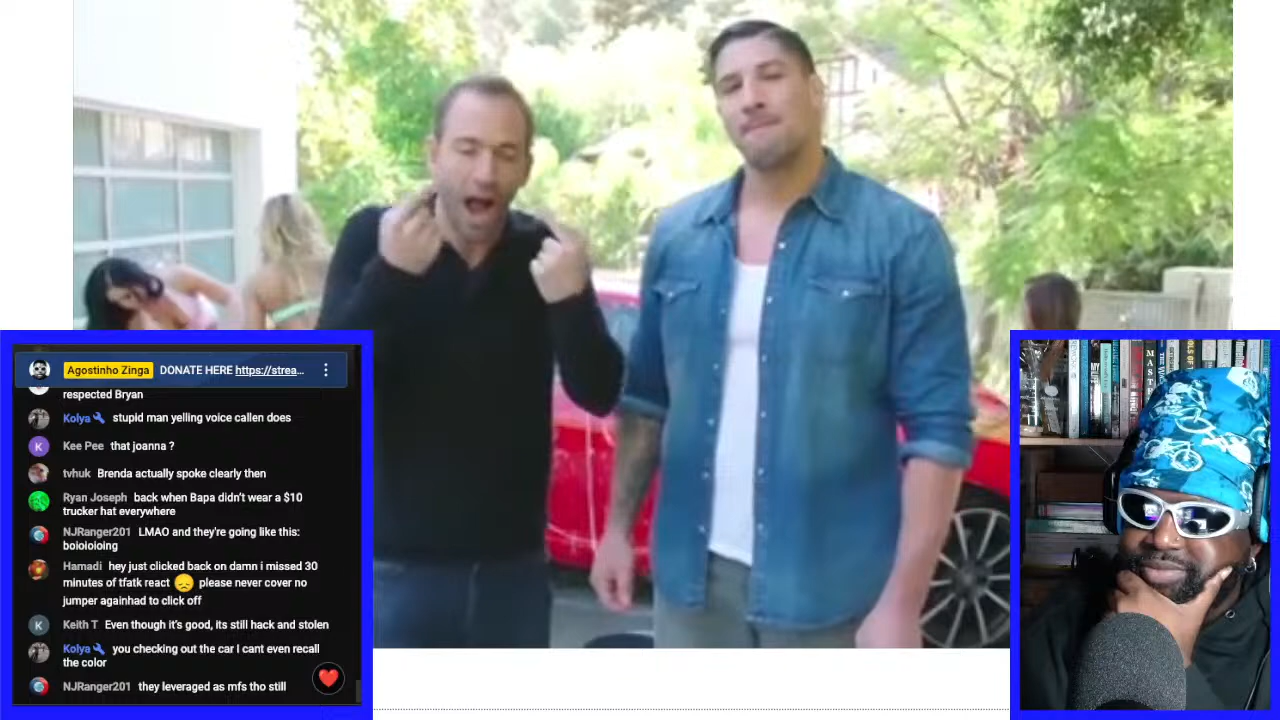 Agostinho Zinga DONATE HERE https://strea...
respected Bryan
Kolya stupid man yelling voice callen does
K Kee Pee that joanna ?
tvhuk Brenda actually spoke clearly then
Ryan Joseph back when Bapa didn't wear a $10
trucker hat everywhere
NJRanger201 LMAO and they're going like this:
boioioioing
Hamadi hey just clicked back on damn i missed 30
minutes of tfatk react 😞 please never cover no
jumper againhad to click off
K Keith T Even though it's good, its still hack and stolen
Kolya you checking out the car I cant even recall
the color
NJRanger201 they leveraged as mfs tho still